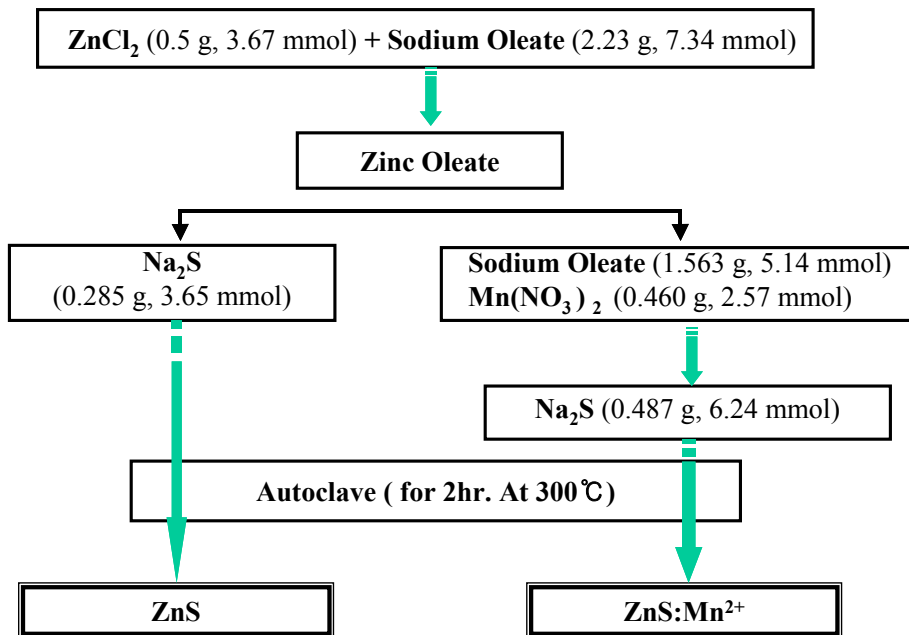 ZnCl₂ (0.5 g, 3.67 mmol) + Sodium Oleate (2.23 g, 7.34 mmol)
Zinc Oleate
Na₂S
(0.285 g, 3.65 mmol)
Sodium Oleate (1.563 g, 5.14 mmol)
Mn(NO₃) ₂ (0.460 g, 2.57 mmol)
Na₂S (0.487 g, 6.24 mmol)
Autoclave ( for 2hr. At 300℃)
ZnS
ZnS:Mn²⁺